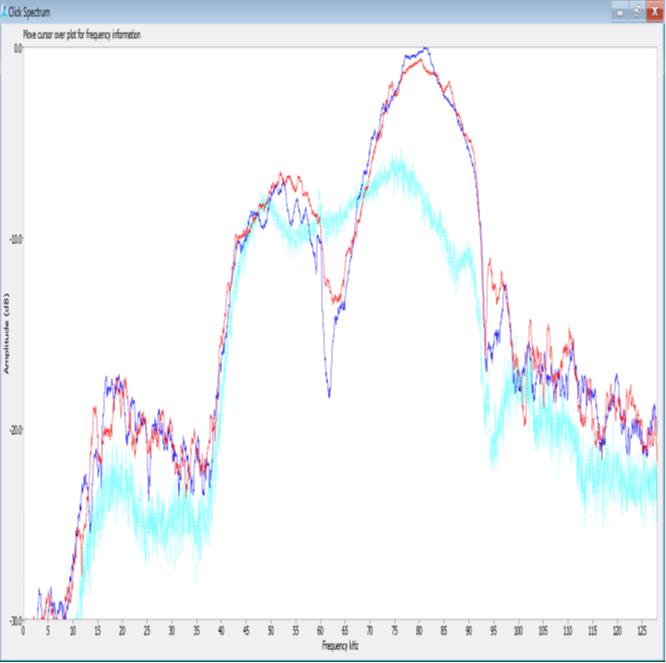 Click Spectrum
X
Move cursor over plot for frequency information
0.0
-10.0
-20.0
-30.0
Amplitude (dB)
0 5 10 15 20 25 30 35 40 45 50 55 60 65 70 75 80 85 90 95 100 105 110 115 120 125
Frequency kHz